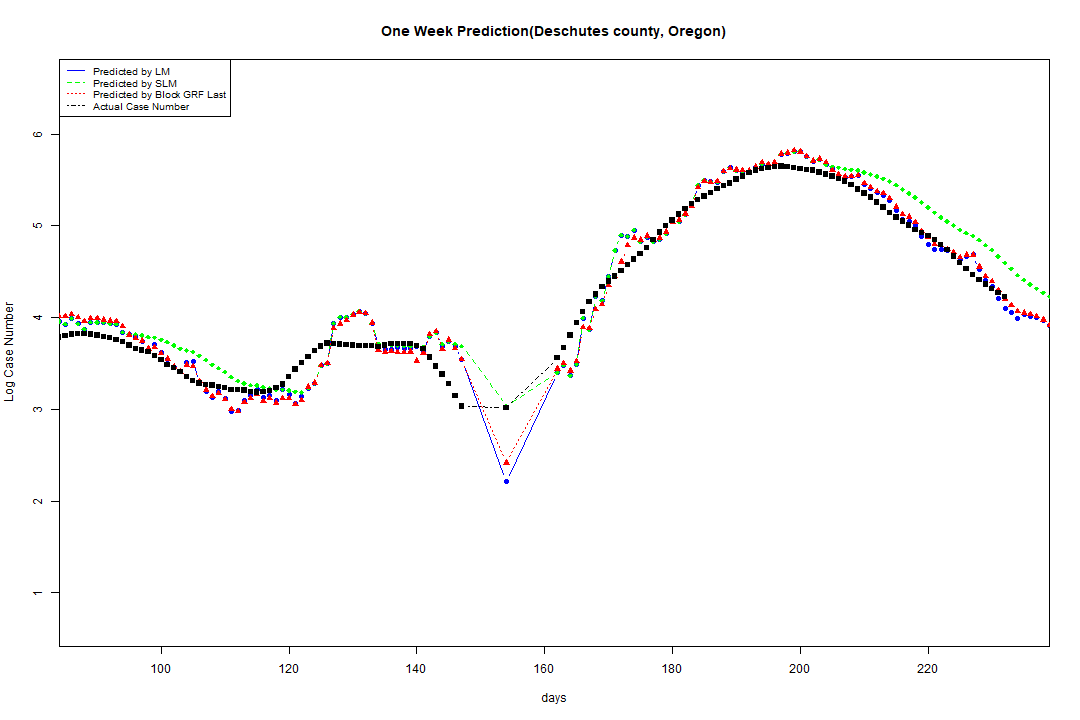 One Week Prediction(Deschutes county, Oregon)
Predicted by LM
Predicted by SLM
Predicted by Block GRF Last
Actual Case Number
Log Case Number
6
5
4
3
2
1
100 120 140 160 180 200 220
days